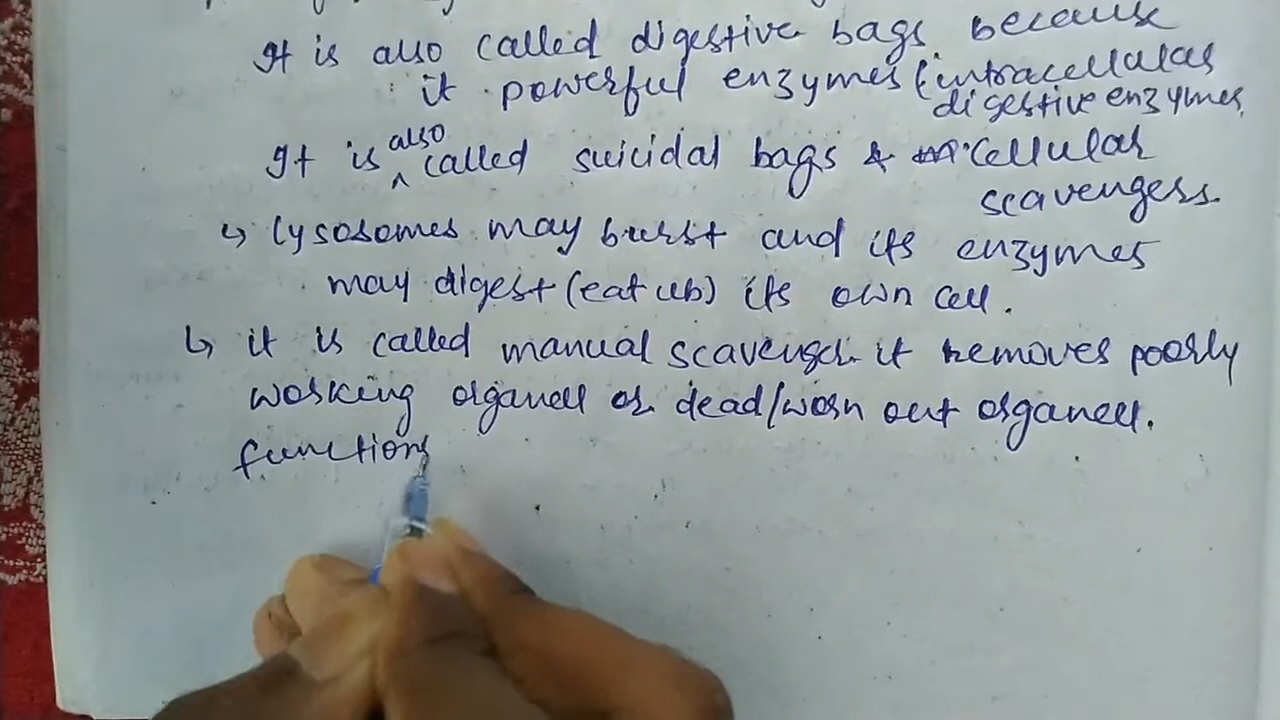 It is also called digestive bags because
it powerful enzymes (intracellular
digestive enzymes.
It is also called suicidal bags & cellular
scavengers.
↳ lysosomes may burst and its enzymes
may digest (eat ub) its own cell.
↳ it is called manual scavenger. it removes poorly
working organell or dead/worn out organell.
functions